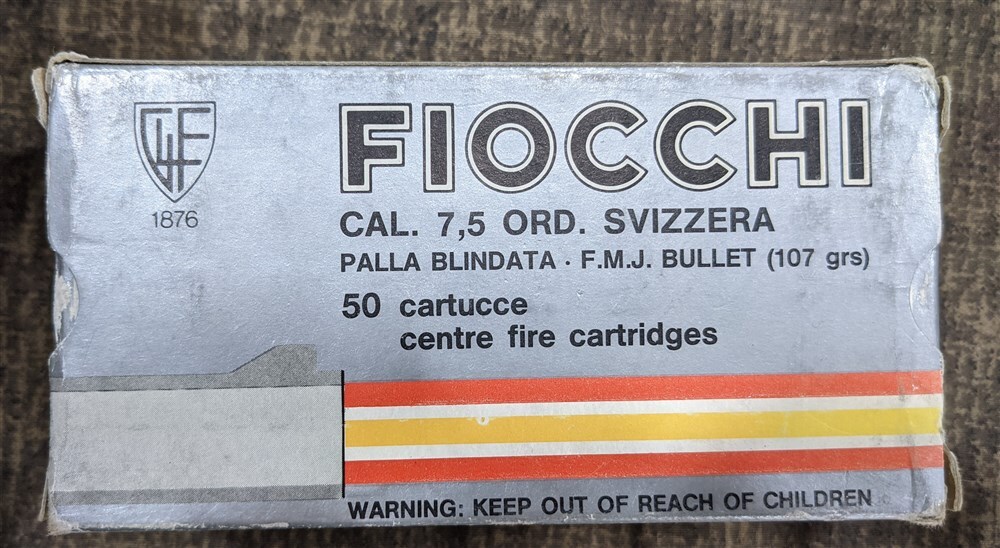 GFL
1876
FIOCCHI
CAL. 7,5 ORD. SVIZZERA
PALLA BLINDATA · F.M.J. BULLET (107 grs)
50 cartucce
centre fire cartridges
WARNING: KEEP OUT OF REACH OF CHILDREN